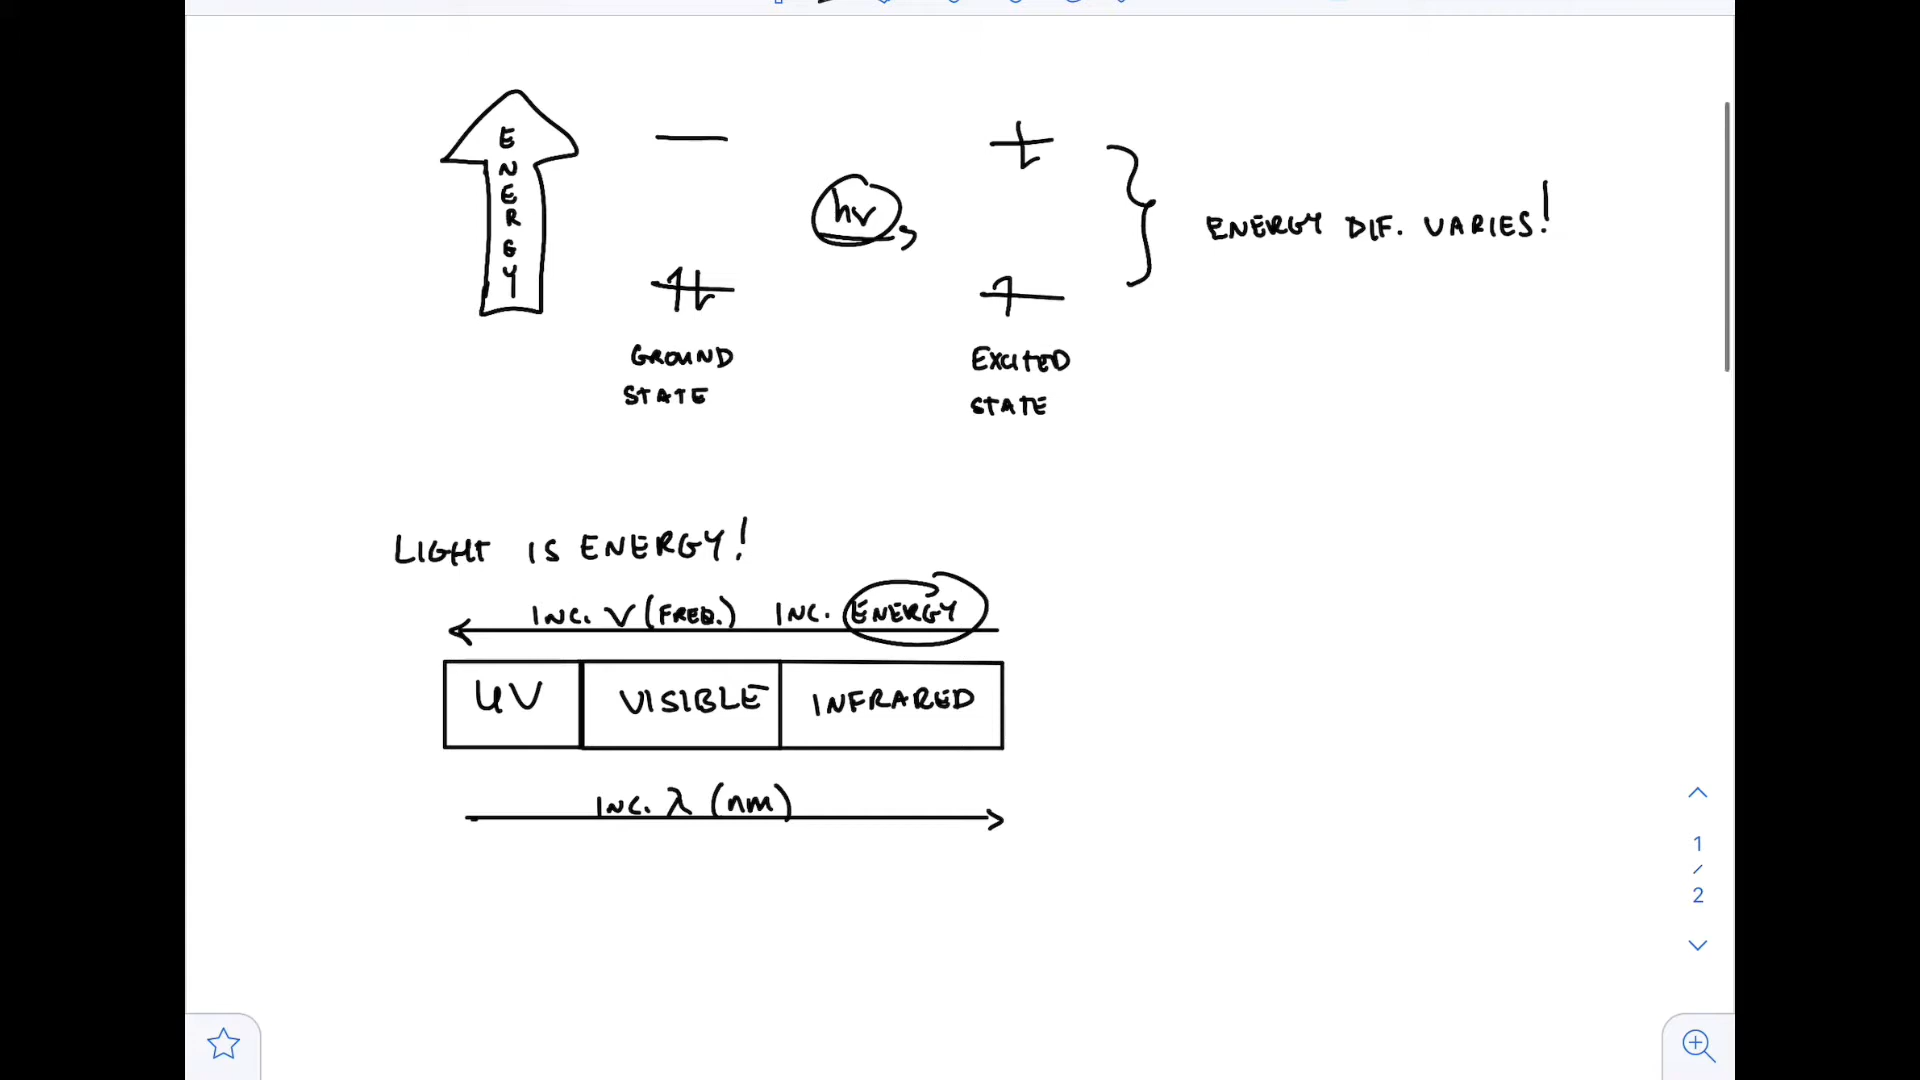 ENERGY
hν
ENERGY DIF. VARIES!
GROUND
STATE
EXCITED
STATE
LIGHT IS ENERGY!
INC. ν (FREQ.) INC. ENERGY
UV VISIBLE INFRARED
INC. λ (nm)
1
/
2